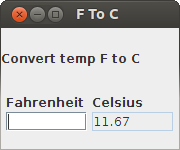 F To C
Convert temp F to C
Fahrenheit Celsius
11.67